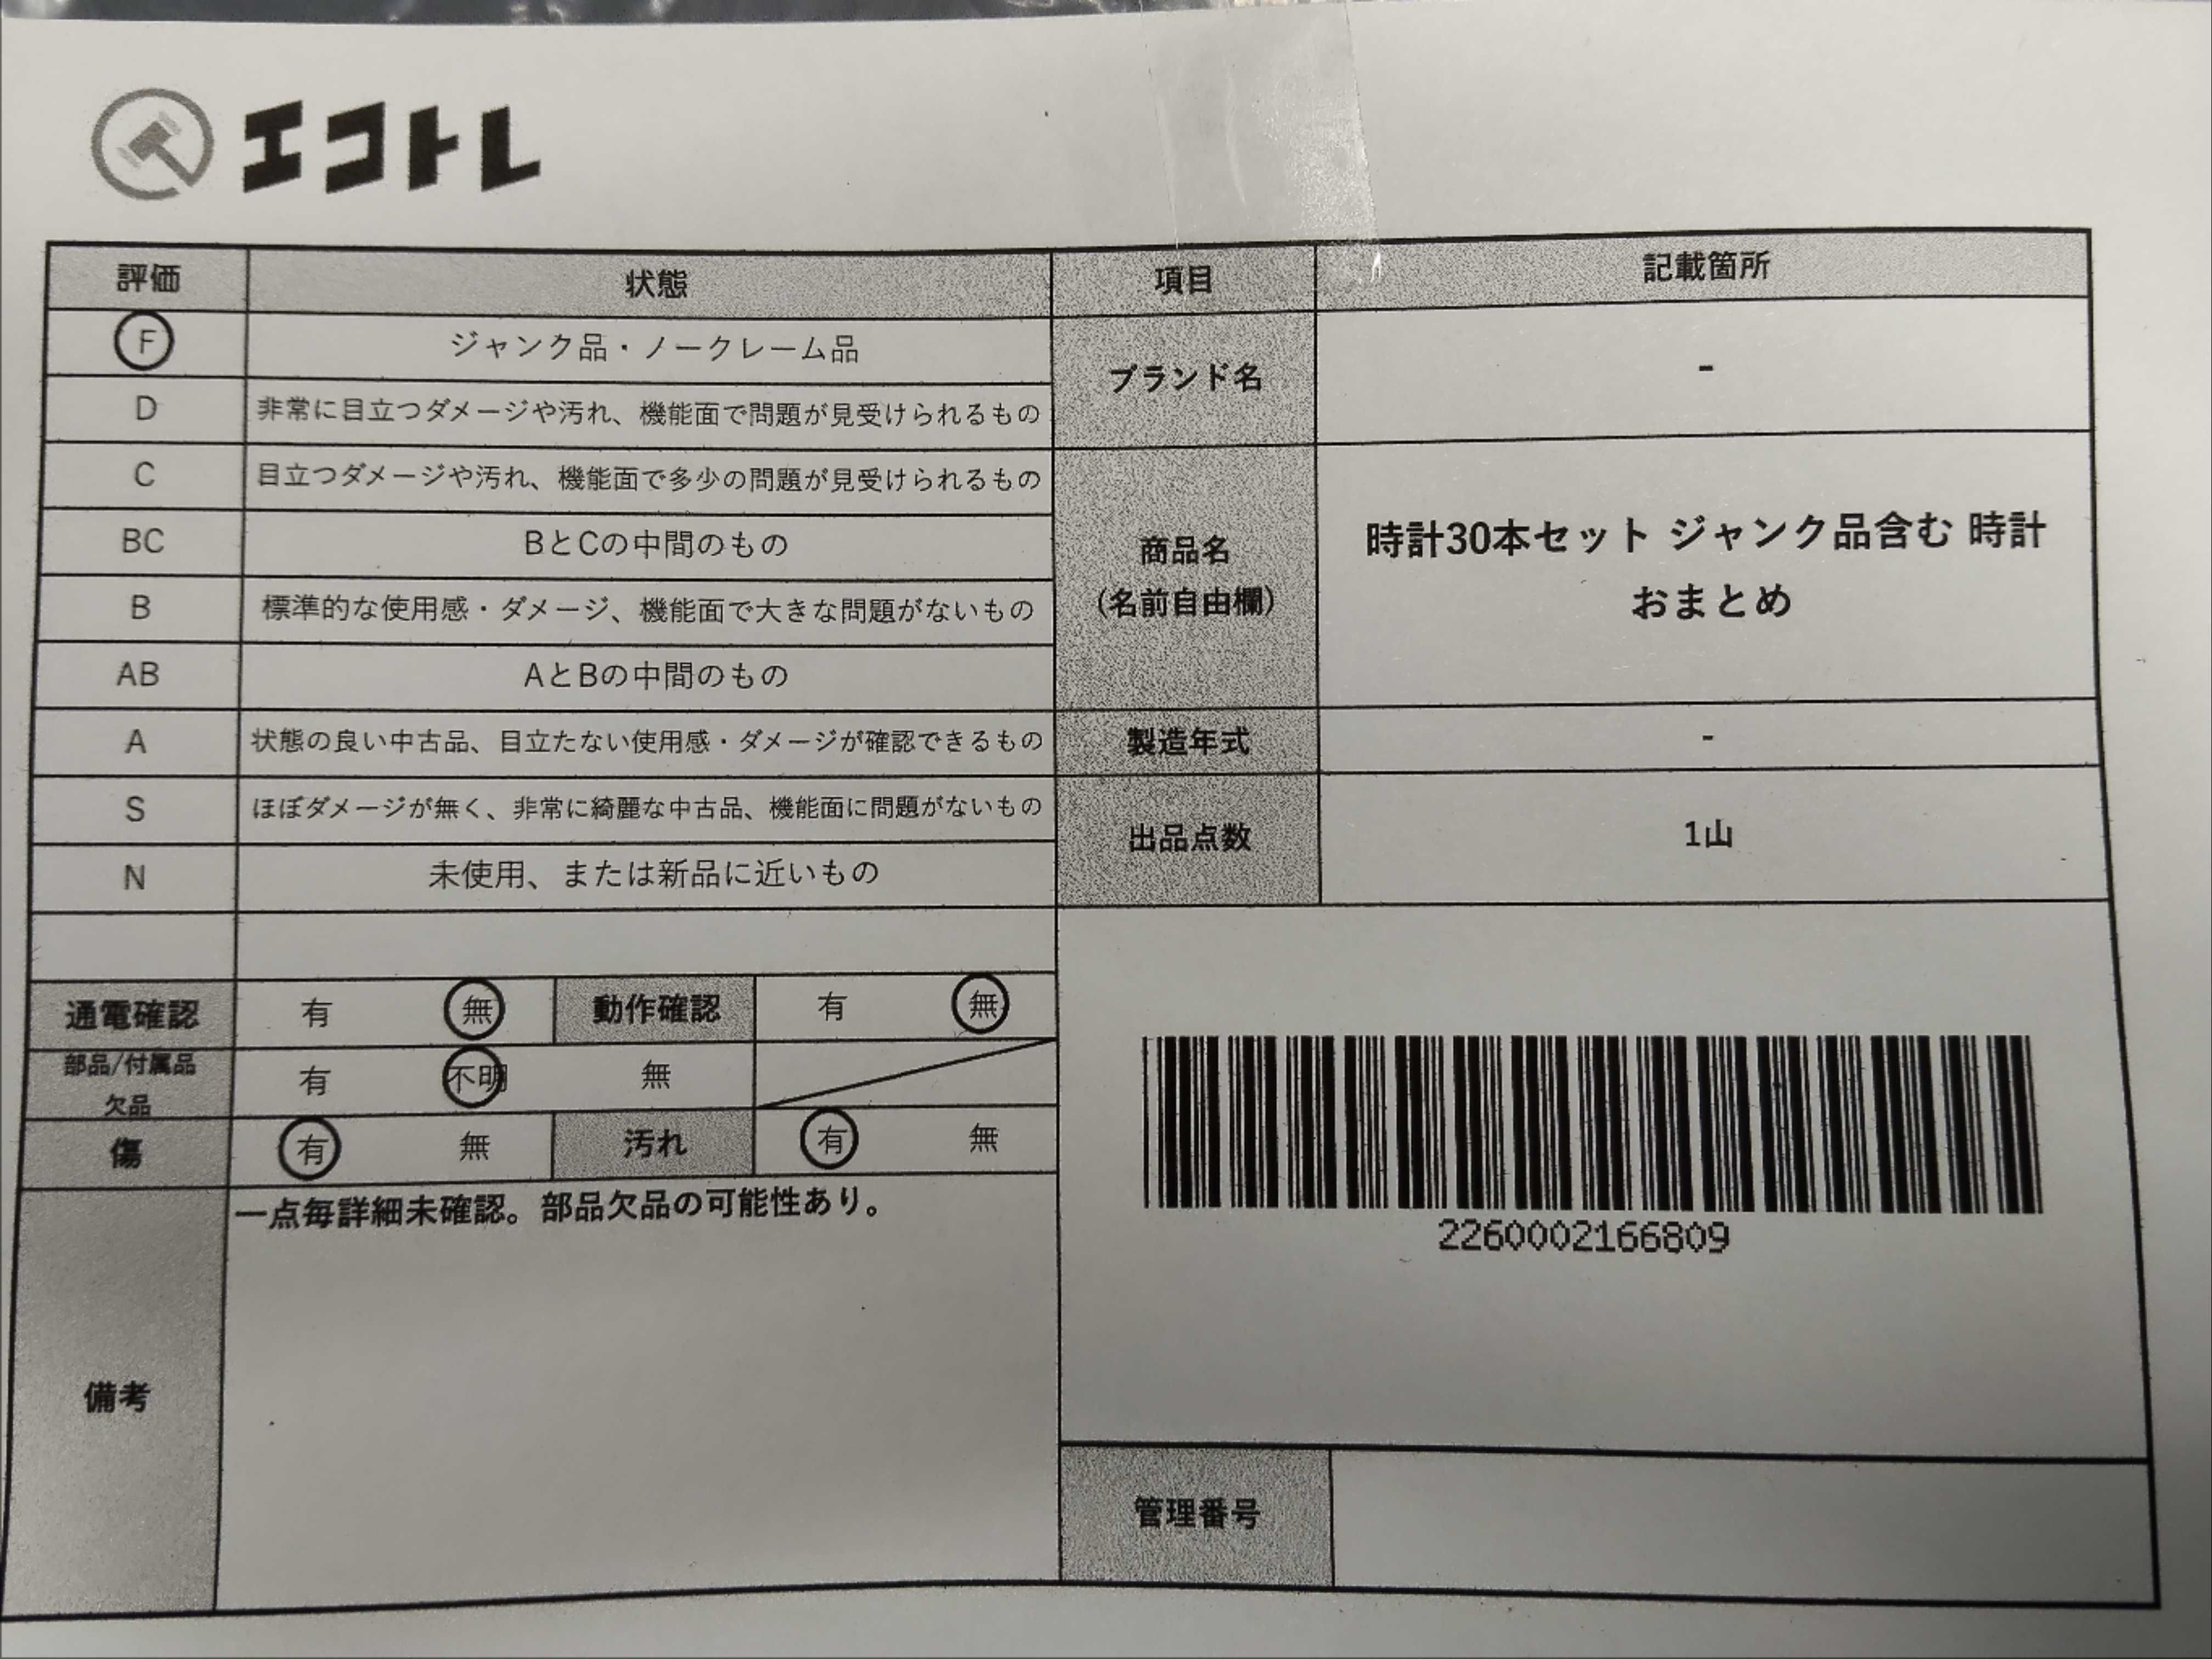 エコトレ
評価 状態 項目 記載箇所
F ジャンク品・ノークレーム品
D 非常に目立つダメージや汚れ、機能面で問題が見受けられるもの
ブランド名 -
C 目立つダメージや汚れ、機能面で多少の問題が見受けられるもの
BC BとCの中間のもの
B 標準的な使用感・ダメージ、機能面で大きな問題がないもの
AB AとBの中間のもの
商品名
(名前自由欄)
時計30本セット ジャンク品含む 時計
おまとめ
A 状態の良い中古品、目立たない使用感・ダメージが確認できるもの
製造年式 -
S ほぼダメージが無く、非常に綺麗な中古品、機能面に問題がないもの
N 未使用、または新品に近いもの
出品点数 1山
通電確認 有 無 動作確認 有 無
部品/付属品
欠品
有 不明 無
傷 有 無 汚れ 有 無
備考
一点毎詳細未確認。部品欠品の可能性あり。
2260002166809
管理番号